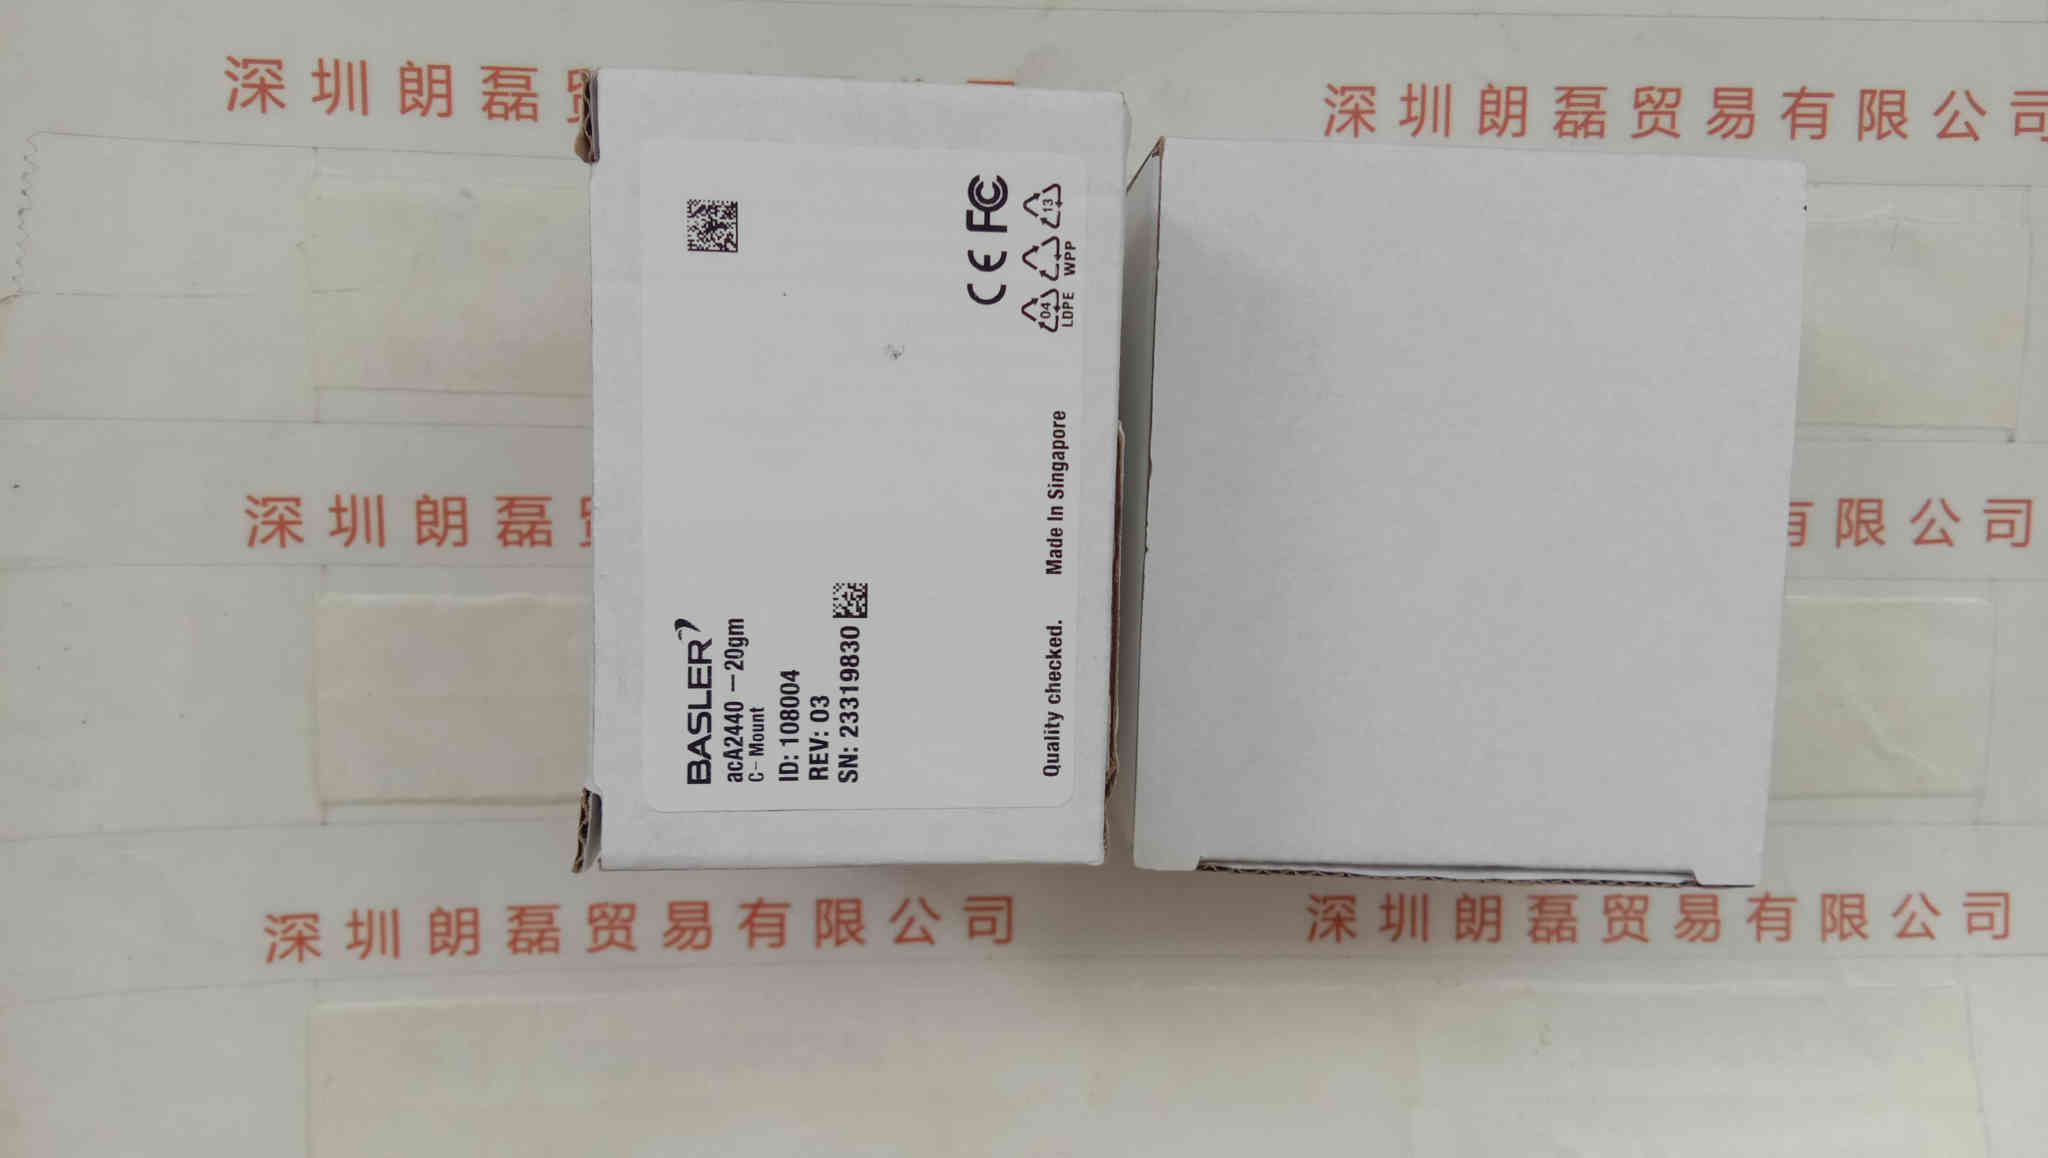 深圳朗磊贸
深圳朗磊贸易有限公司
BASLER
acA2440－20gm
C- Mount
ID: 108004
REV: 03
SN: 23319830
Quality checked.
Made In Singapore
CE FC
04
13
LDPE WPP
深圳朗磊
有限公司
深圳朗磊贸易有限公司
深圳朗磊贸易有限公司